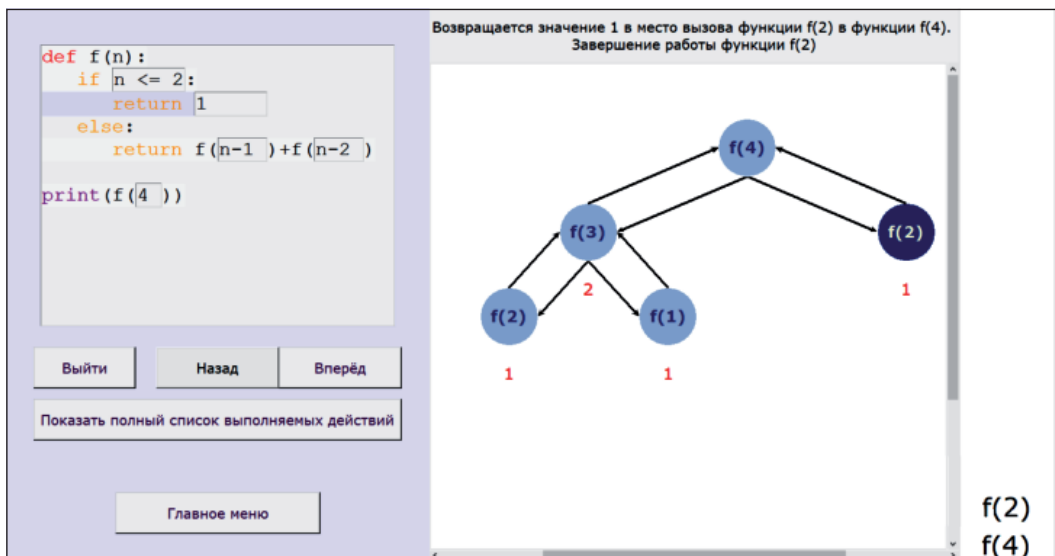 def f(n):
if n <= 2:
return 1
else:
return f(n-1 )+f(n-2 )
print(f(4 ))
Выйти
Назад
Вперёд
Показать полный список выполняемых действий
Главное меню
Возвращается значение 1 в место вызова функции f(2) в функции f(4).
Завершение работы функции f(2)
f(4)
f(3)
f(2)
2
1
f(2)
f(1)
1
1
f(2)
f(4)